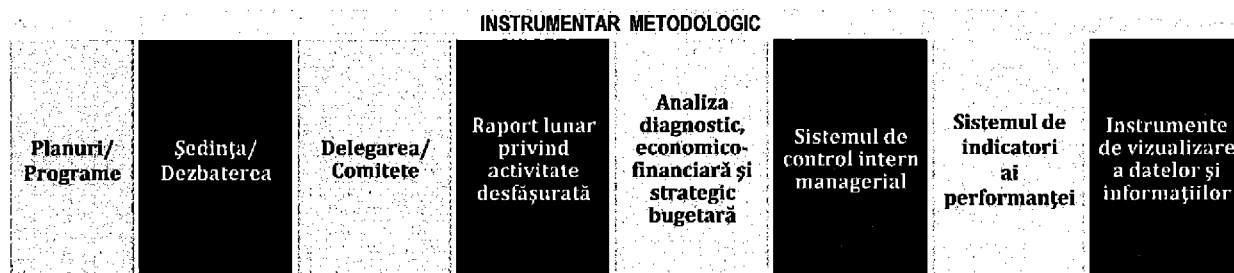 INSTRUMENTAR METODOLOGIC
Planuri/
Programe
Ședința/
Dezbaterea
Delegarea/
Comitete
Raport lunar
privind
activitate
desfășurată
Analiza
diagnostic,
economico-
financiară și
strategic
bugetară
Sistemul de
control intern
managerial
Sistemul de
indicatori
ai
performanței
Instrumente
de vizualizare
a datelor și
informațiilor